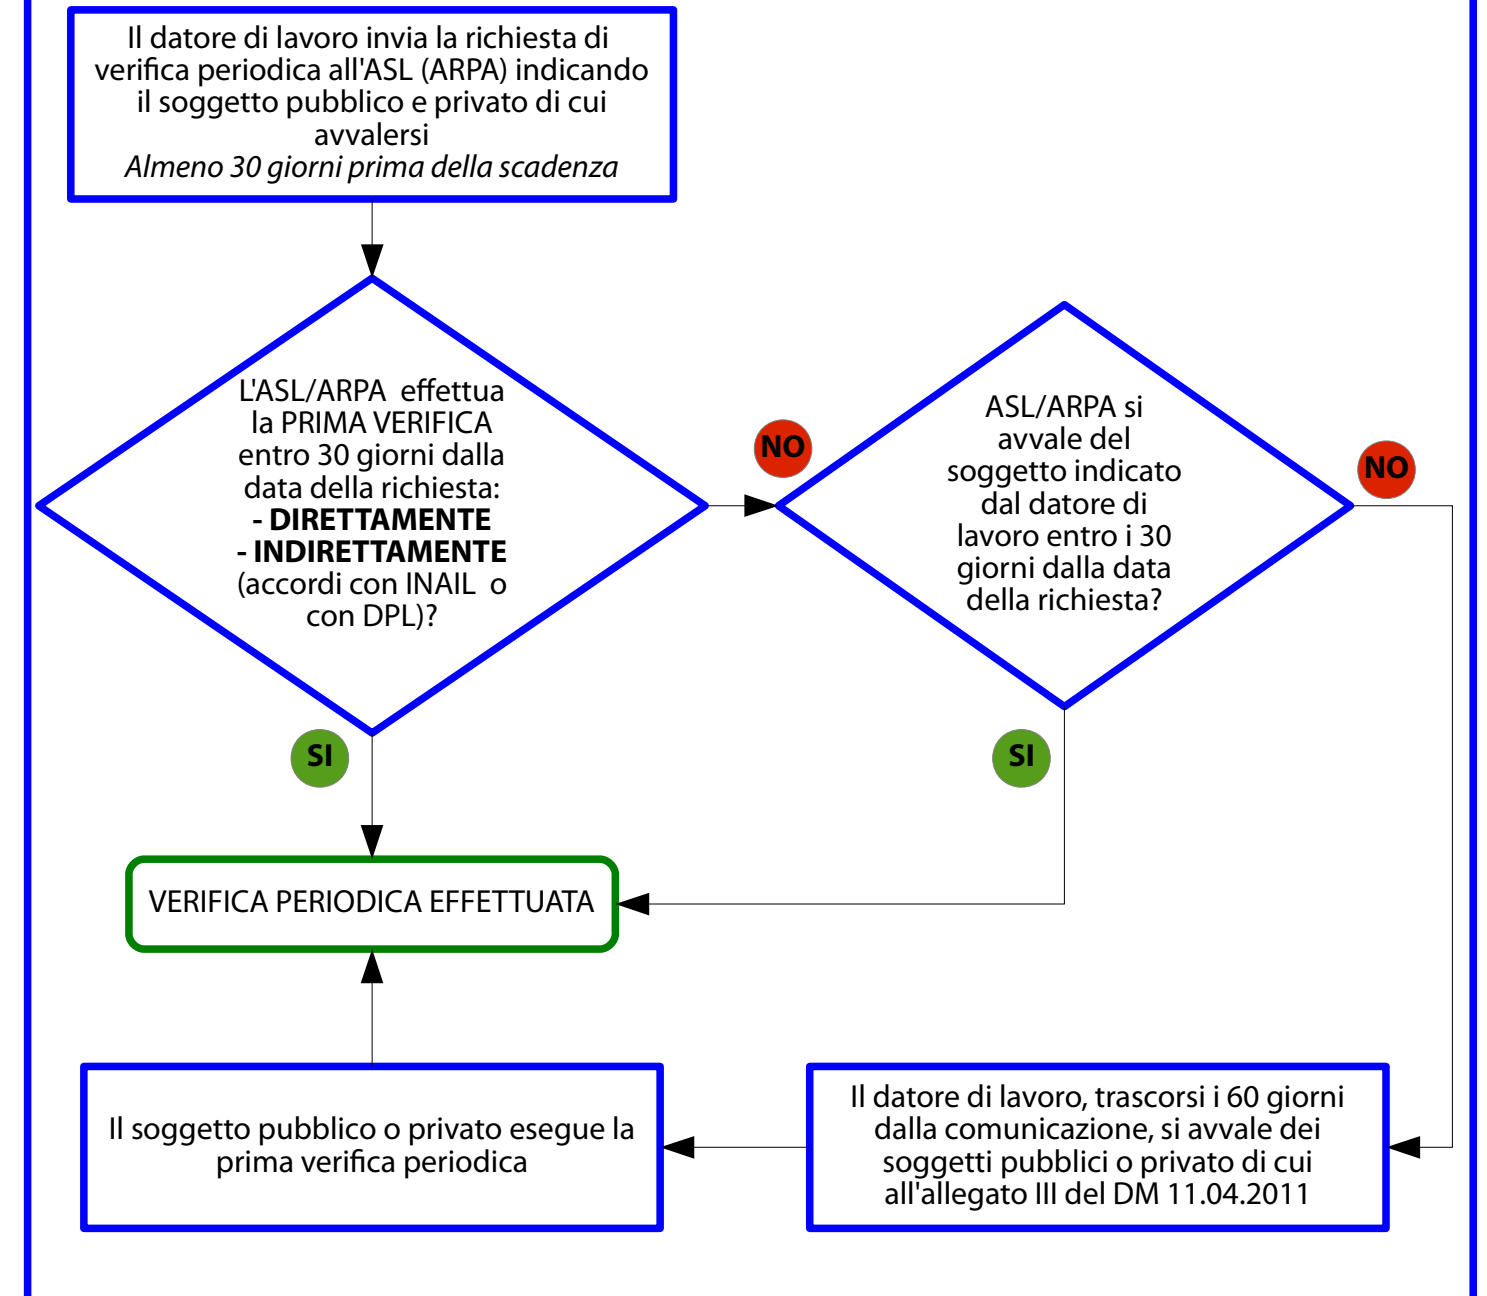 Il datore di lavoro invia la richiesta di
verifica periodica all'ASL (ARPA) indicando
il soggetto pubblico e privato di cui
avvalersi
Almeno 30 giorni prima della scadenza
L'ASL/ARPA effettua
la PRIMA VERIFICA
entro 30 giorni dalla
data della richiesta:
- DIRETTAMENTE
- INDIRETTAMENTE
(accordi con INAIL o
con DPL)?
NO
ASL/ARPA si
avvale del
soggetto indicato
dal datore di
lavoro entro i 30
giorni dalla data
della richiesta?
NO
SI
SI
VERIFICA PERIODICA EFFETTUATA
Il soggetto pubblico o privato esegue la
prima verifica periodica
Il datore di lavoro, trascorsi i 60 giorni
dalla comunicazione, si avvale dei
soggetti pubblici o privato di cui
all'allegato III del DM 11.04.2011